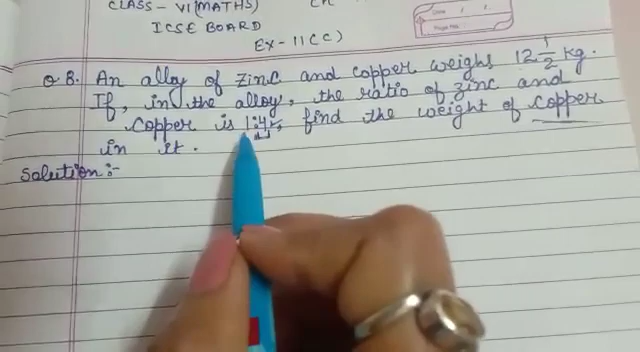 CLASS - VI (MATHS)
ICSE BOARD
EX - 11 (C)
Q 8. An alloy of zinc and copper weighs 12 1/2 kg.
If, in the alloy, the ratio of zinc and
copper is 1:4, find the weight of copper
in it.
Solution :-